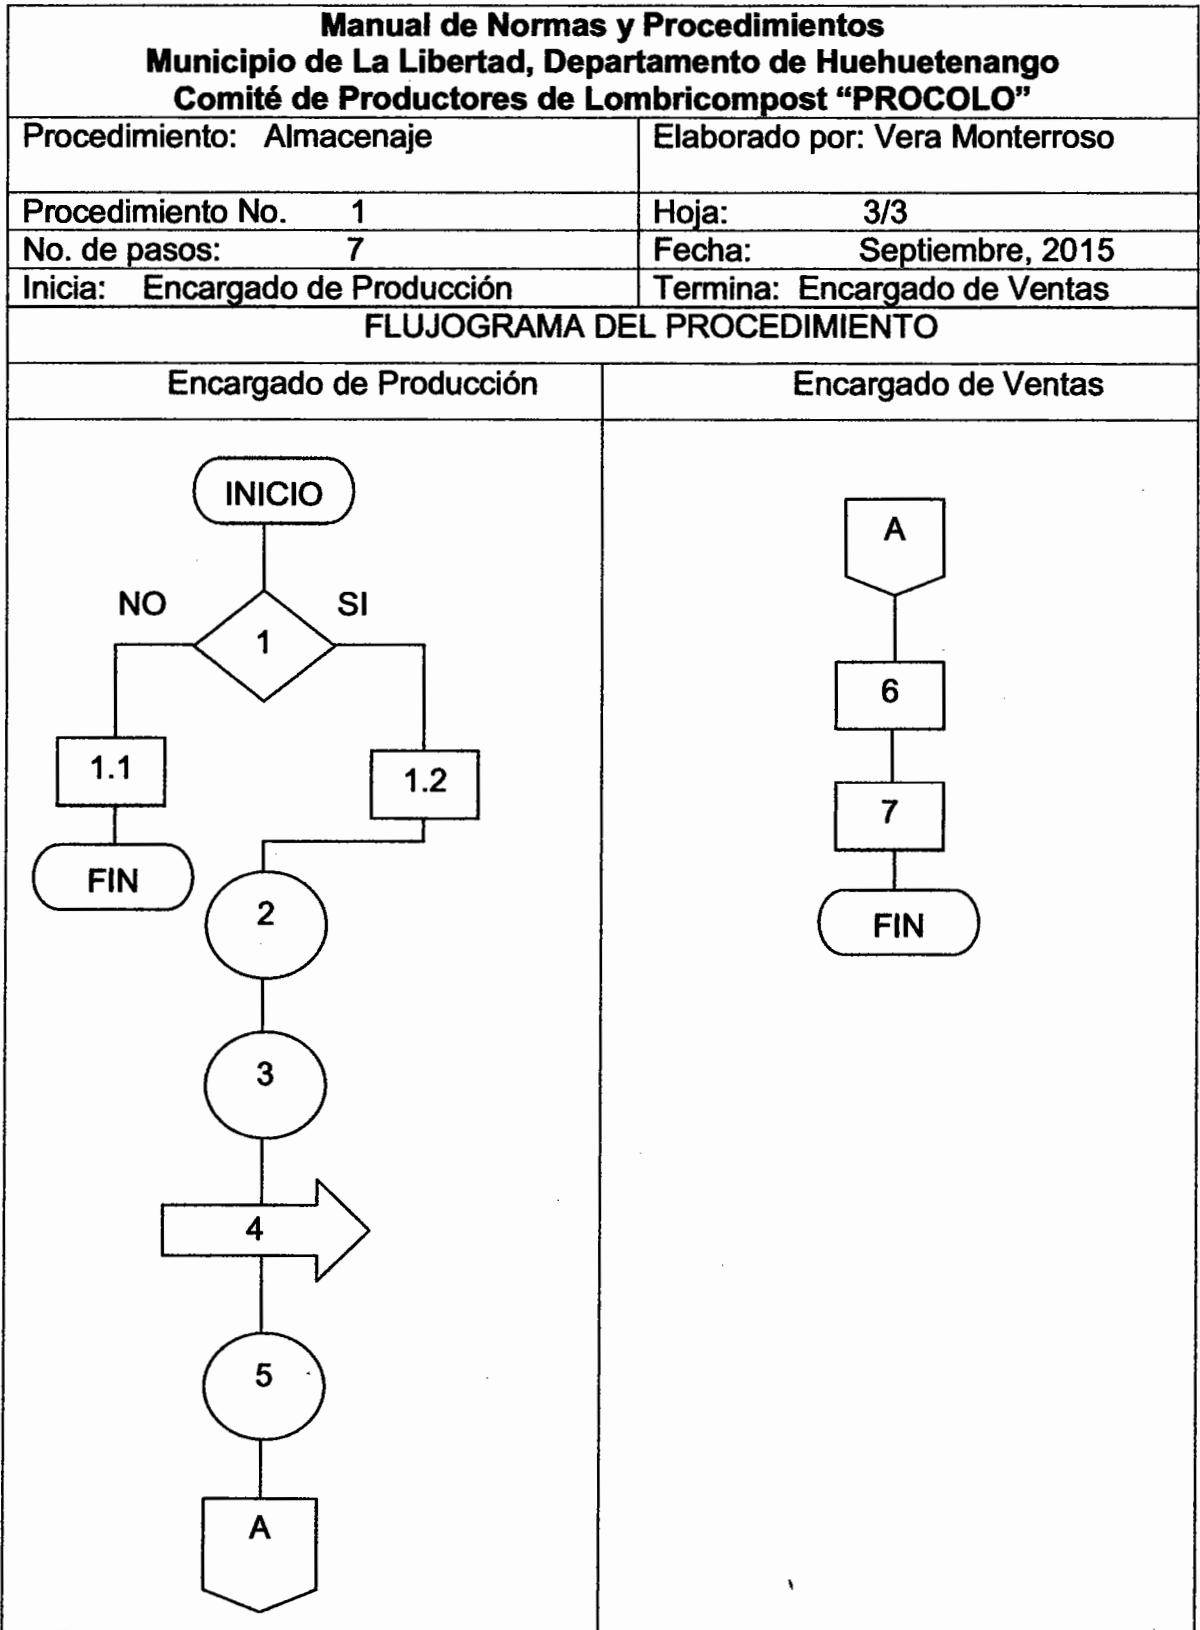 Manual de Normas y Procedimientos
Municipio de La Libertad, Departamento de Huehuetenango
Comité de Productores de Lombricompost “PROCOLO”
Procedimiento: Almacenaje
Elaborado por: Vera Monterroso
Procedimiento No. 1
Hoja: 3/3
No. de pasos: 7
Fecha: Septiembre, 2015
Inicia: Encargado de Producción
Termina: Encargado de Ventas
FLUJOGRAMA DEL PROCEDIMIENTO
Encargado de Producción
Encargado de Ventas
INICIO
NO
SI
1
1.1
1.2
FIN
2
3
4
5
A
A
6
7
FIN